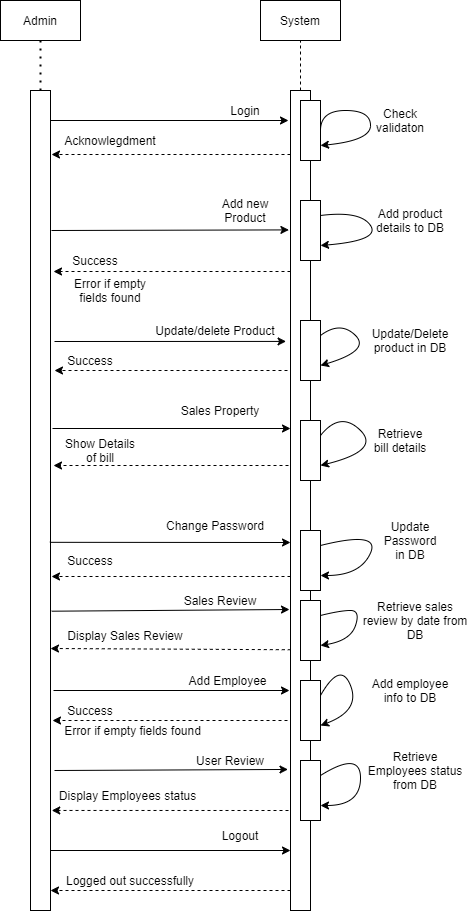 Admin
System
Login
Check
validaton
Acknowlegdment
Add new
Product
Add product
details to DB
Success
Error if empty
fields found
Update/delete Product
Update/Delete
product in DB
Success
Sales Property
Retrieve
bill details
Show Details
of bill
Change Password
Update
Password
in DB
Success
Sales Review
Retrieve sales
review by date from
DB
Display Sales Review
Add Employee
Add employee
info to DB
Success
Error if empty fields found
User Review
Retrieve
Employees status
from DB
Display Employees status
Logout
Logged out successfully